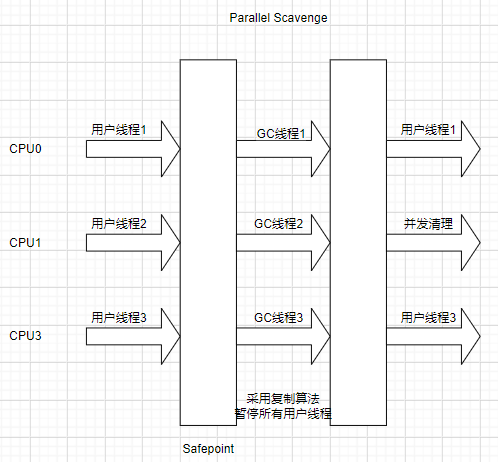 Parallel Scavenge
用户线程1
GC线程1
用户线程1
CPU0
用户线程2
GC线程2
并发清理
CPU1
用户线程3
GC线程3
用户线程3
CPU3
采用复制算法
暂停所有用户线程
Safepoint